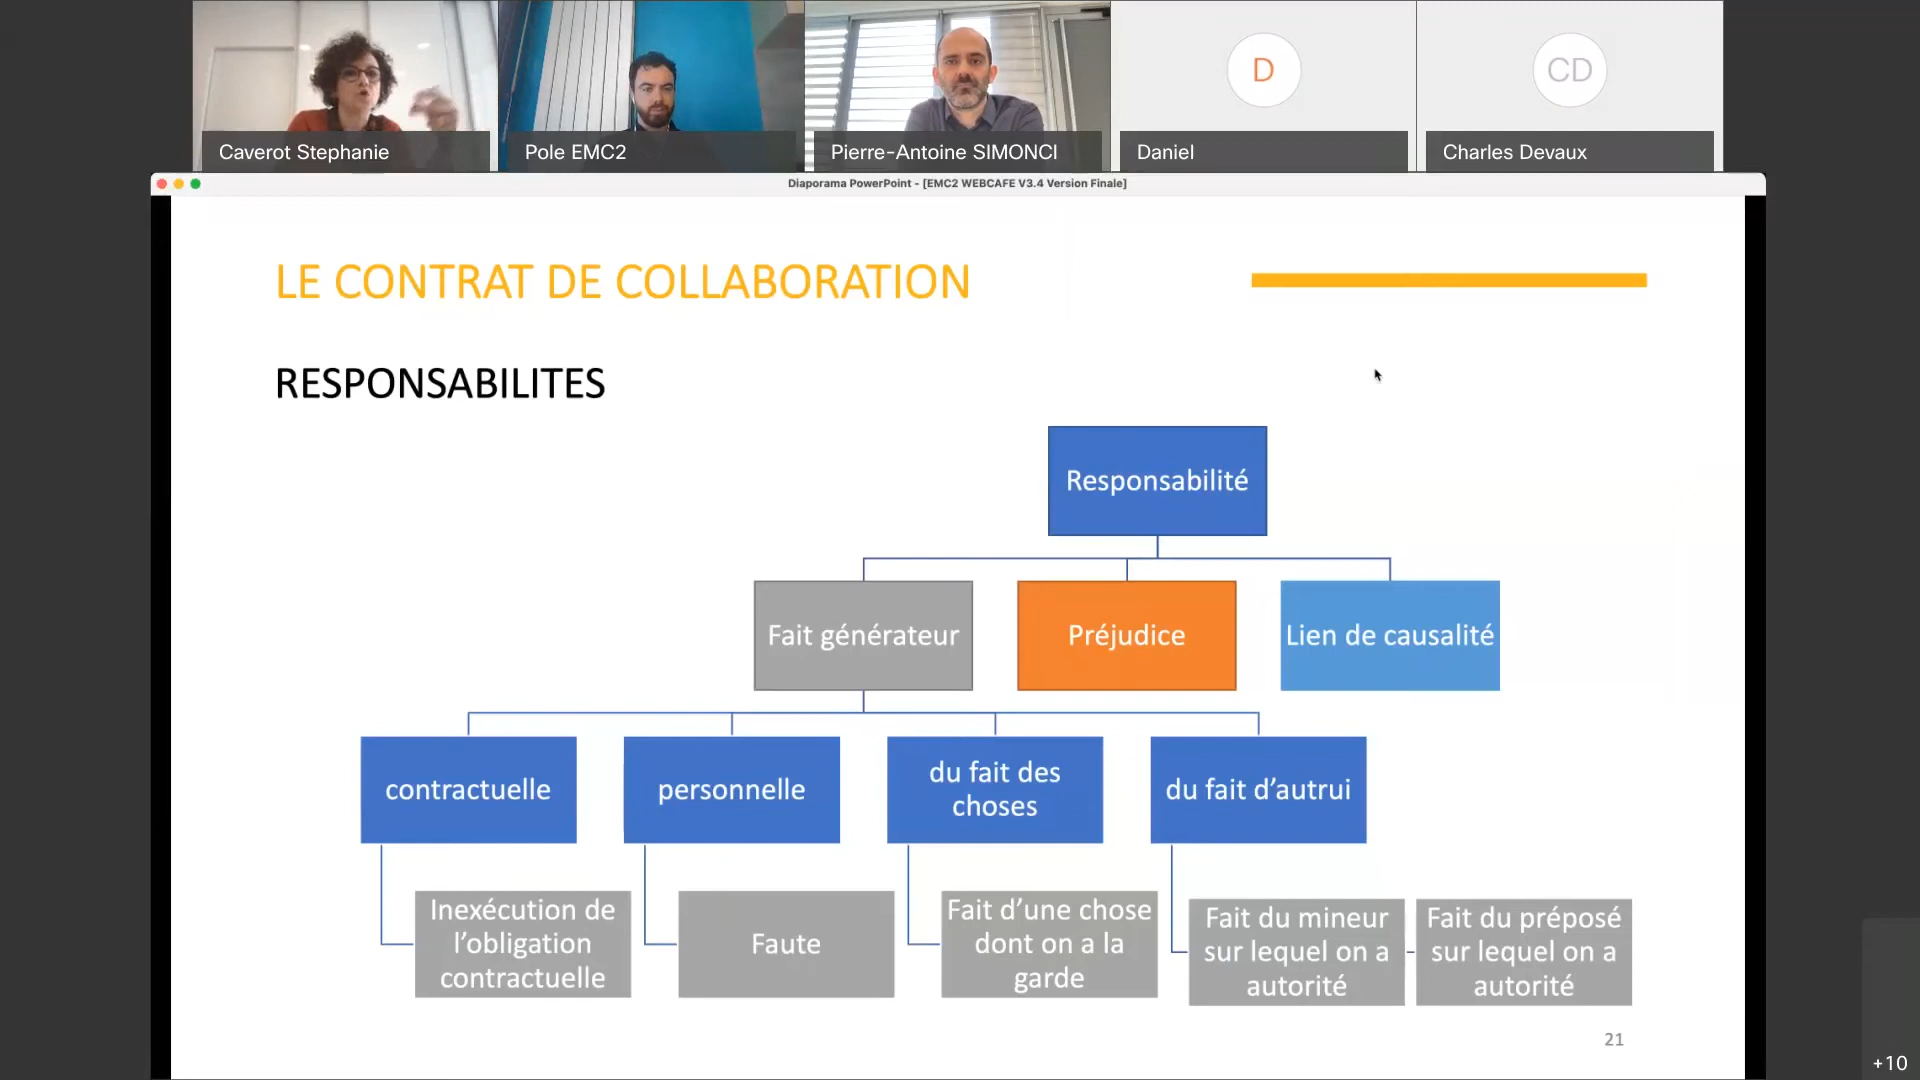 Caverot Stephanie
Pole EMC2
Pierre-Antoine SIMONCI
D
Daniel
CD
Charles Devaux
Diaporama PowerPoint - [EMC2 WEBCAFE V3.4 Version Finale]
LE CONTRAT DE COLLABORATION
RESPONSABILITES
Responsabilité
Fait générateur
Préjudice
Lien de causalité
contractuelle
personnelle
du fait des
choses
du fait d’autrui
Inexécution de
l’obligation
contractuelle
Faute
Fait d’une chose
dont on a la
garde
Fait du mineur
sur lequel on a
autorité
Fait du préposé
sur lequel on a
autorité
21
+10